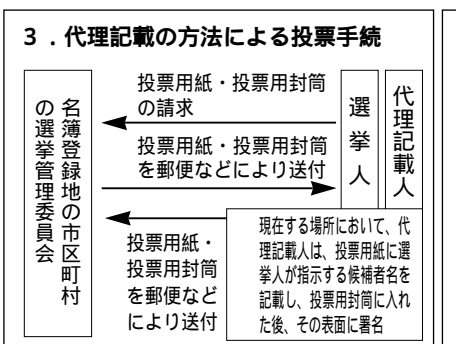 ３．代理記載の方法による投票手続
名簿登録地の市区町村
の選挙管理委員会
投票用紙・投票用封筒
の請求
投票用紙・投票用封筒
を郵便などにより送付
選挙人
代理記載人
投票用紙・
投票用封筒
を郵便など
により送付
現在する場所において、代
理記載人は、投票用紙に選
挙人が指示する候補者名を
記載し、投票用封筒に入れ
た後、その表面に署名